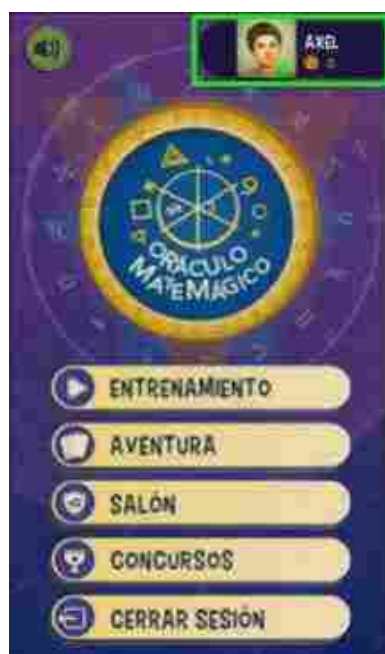 AXEL
ORÁCULO
MATEMÁGICO
ENTRENAMIENTO
AVENTURA
SALÓN
CONCURSOS
CERRAR SESIÓN